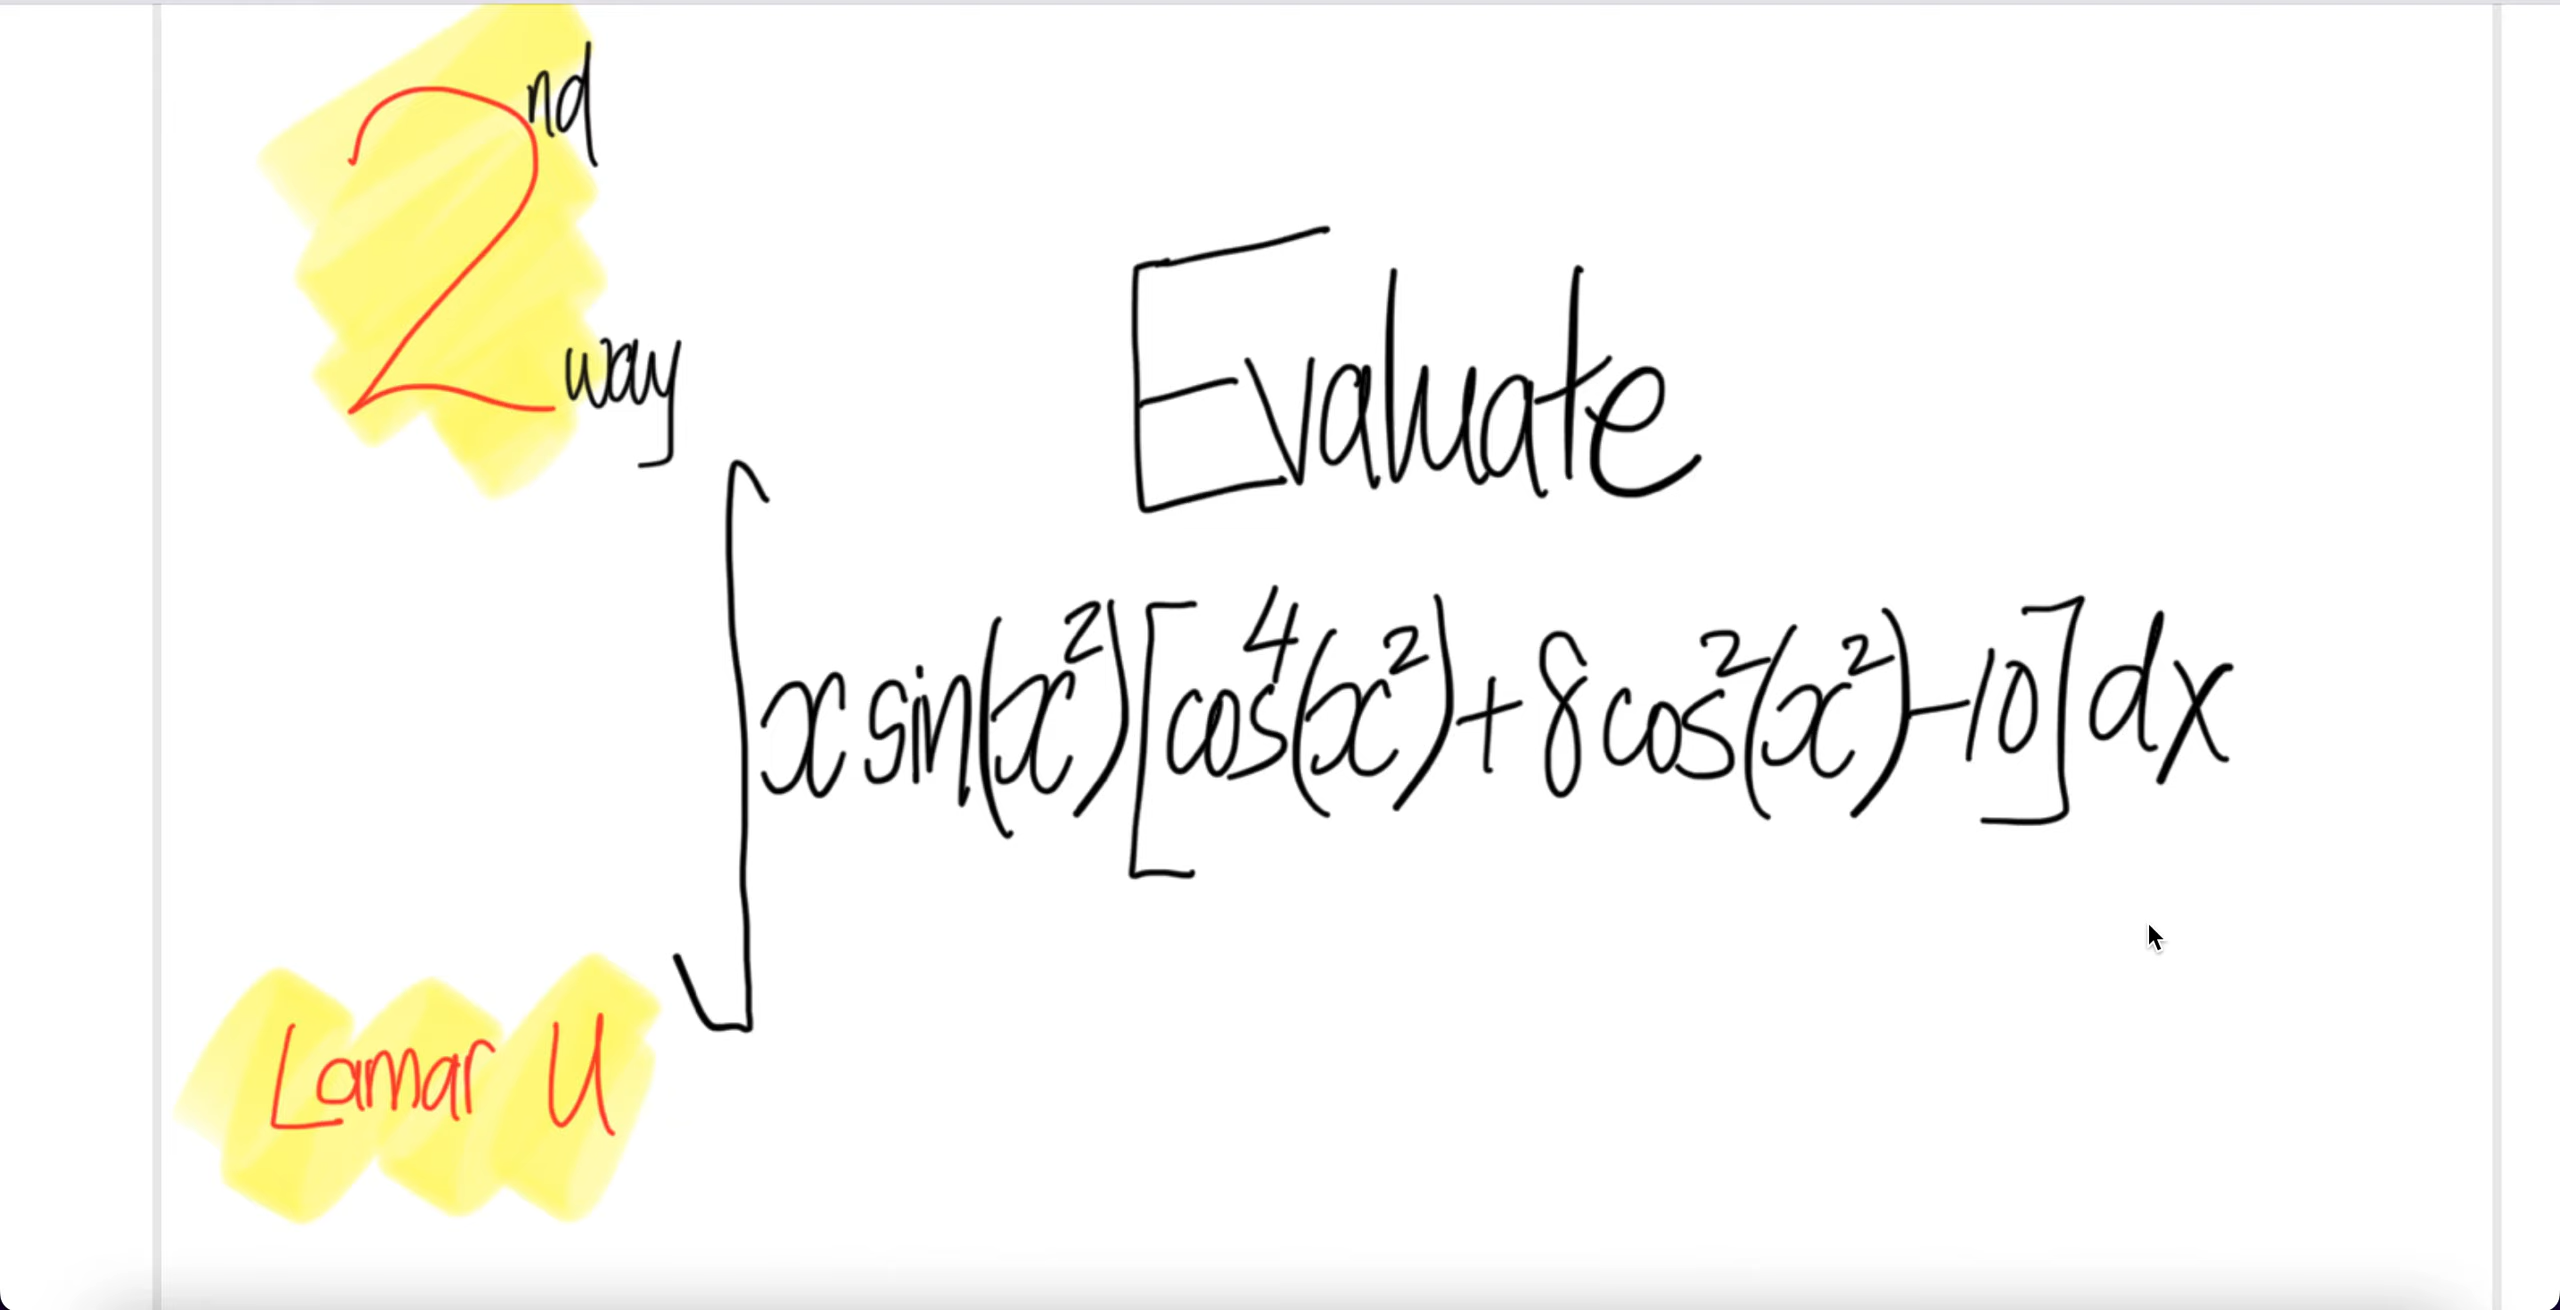 2nd
way
Evaluate
∫x sin(x²)[cos⁴(x²)+8cos²(x²)-10]dx
Lamar U